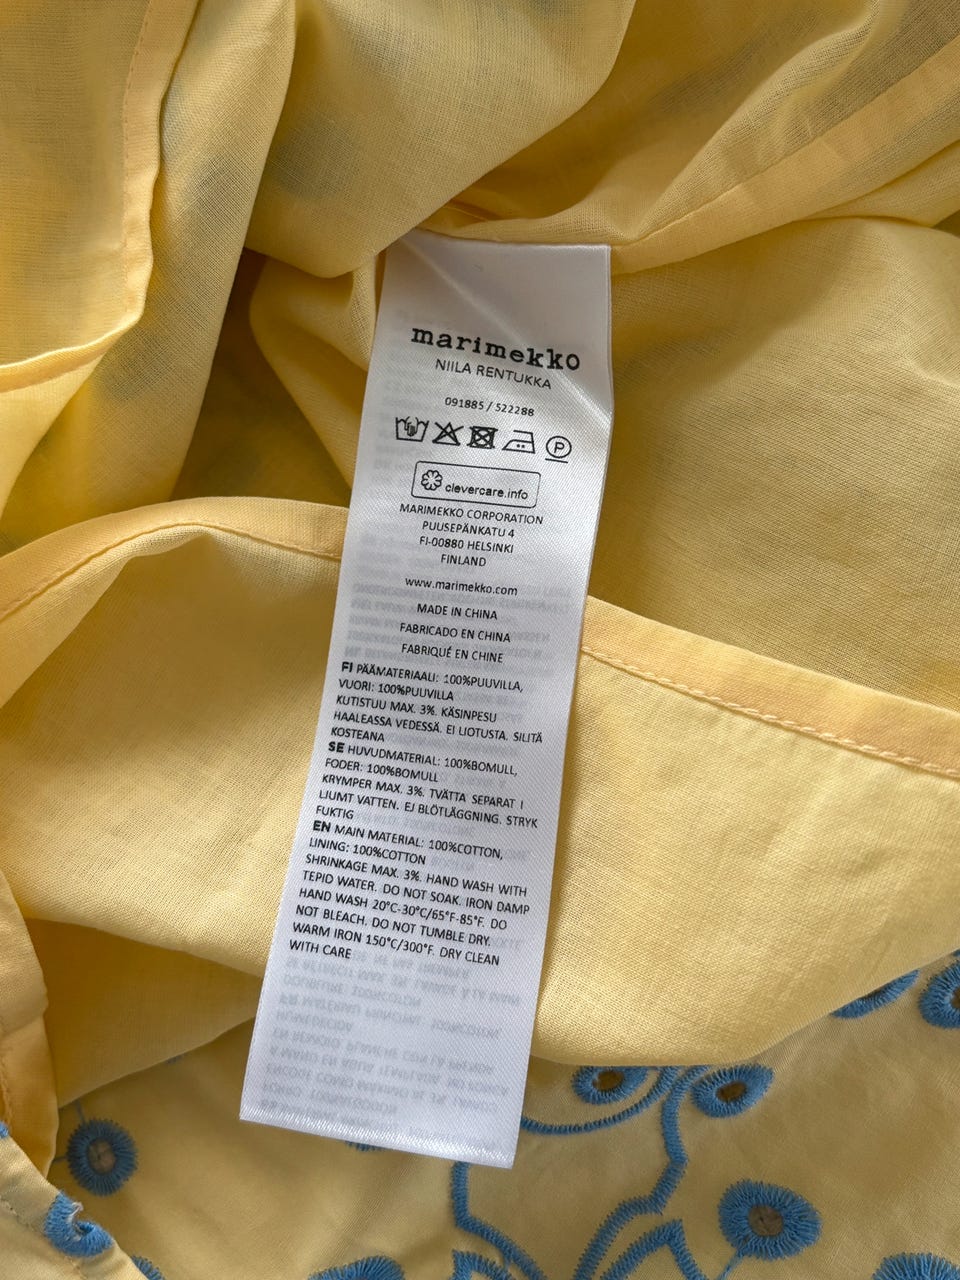 marimekko
NIILA RENTUKKA
091885 / 522288
P
clevercare.info
MARIMEKKO CORPORATION
PUUSEPÄNKATU 4
FI-00880 HELSINKI
FINLAND
www.marimekko.com
MADE IN CHINA
FABRICADO EN CHINA
FABRIQUÉ EN CHINE
FI PÄÄMATERIAALI: 100%PUUVILLA,
VUORI: 100%PUUVILLA
KUTISTUU MAX. 3%. KÄSINPESU
HAALEASSA VEDESSÄ. EI LIOTUSTA. SILITÄ
KOSTEANA
SE HUVUDMATERIAL: 100%BOMULL,
FODER: 100%BOMULL
KRYMPER MAX. 3%. TVÄTTA SEPARAT I
LJUMT VATTEN. EJ BLÖTLÄGGNING. STRYK
FUKTIG
EN MAIN MATERIAL: 100%COTTON,
LINING: 100%COTTON
SHRINKAGE MAX. 3%. HAND WASH WITH
TEPID WATER. DO NOT SOAK. IRON DAMP
HAND WASH 20°C-30°C/65°F-85°F. DO
NOT BLEACH. DO NOT TUMBLE DRY.
WARM IRON 150°C/300°F. DRY CLEAN
WITH CARE